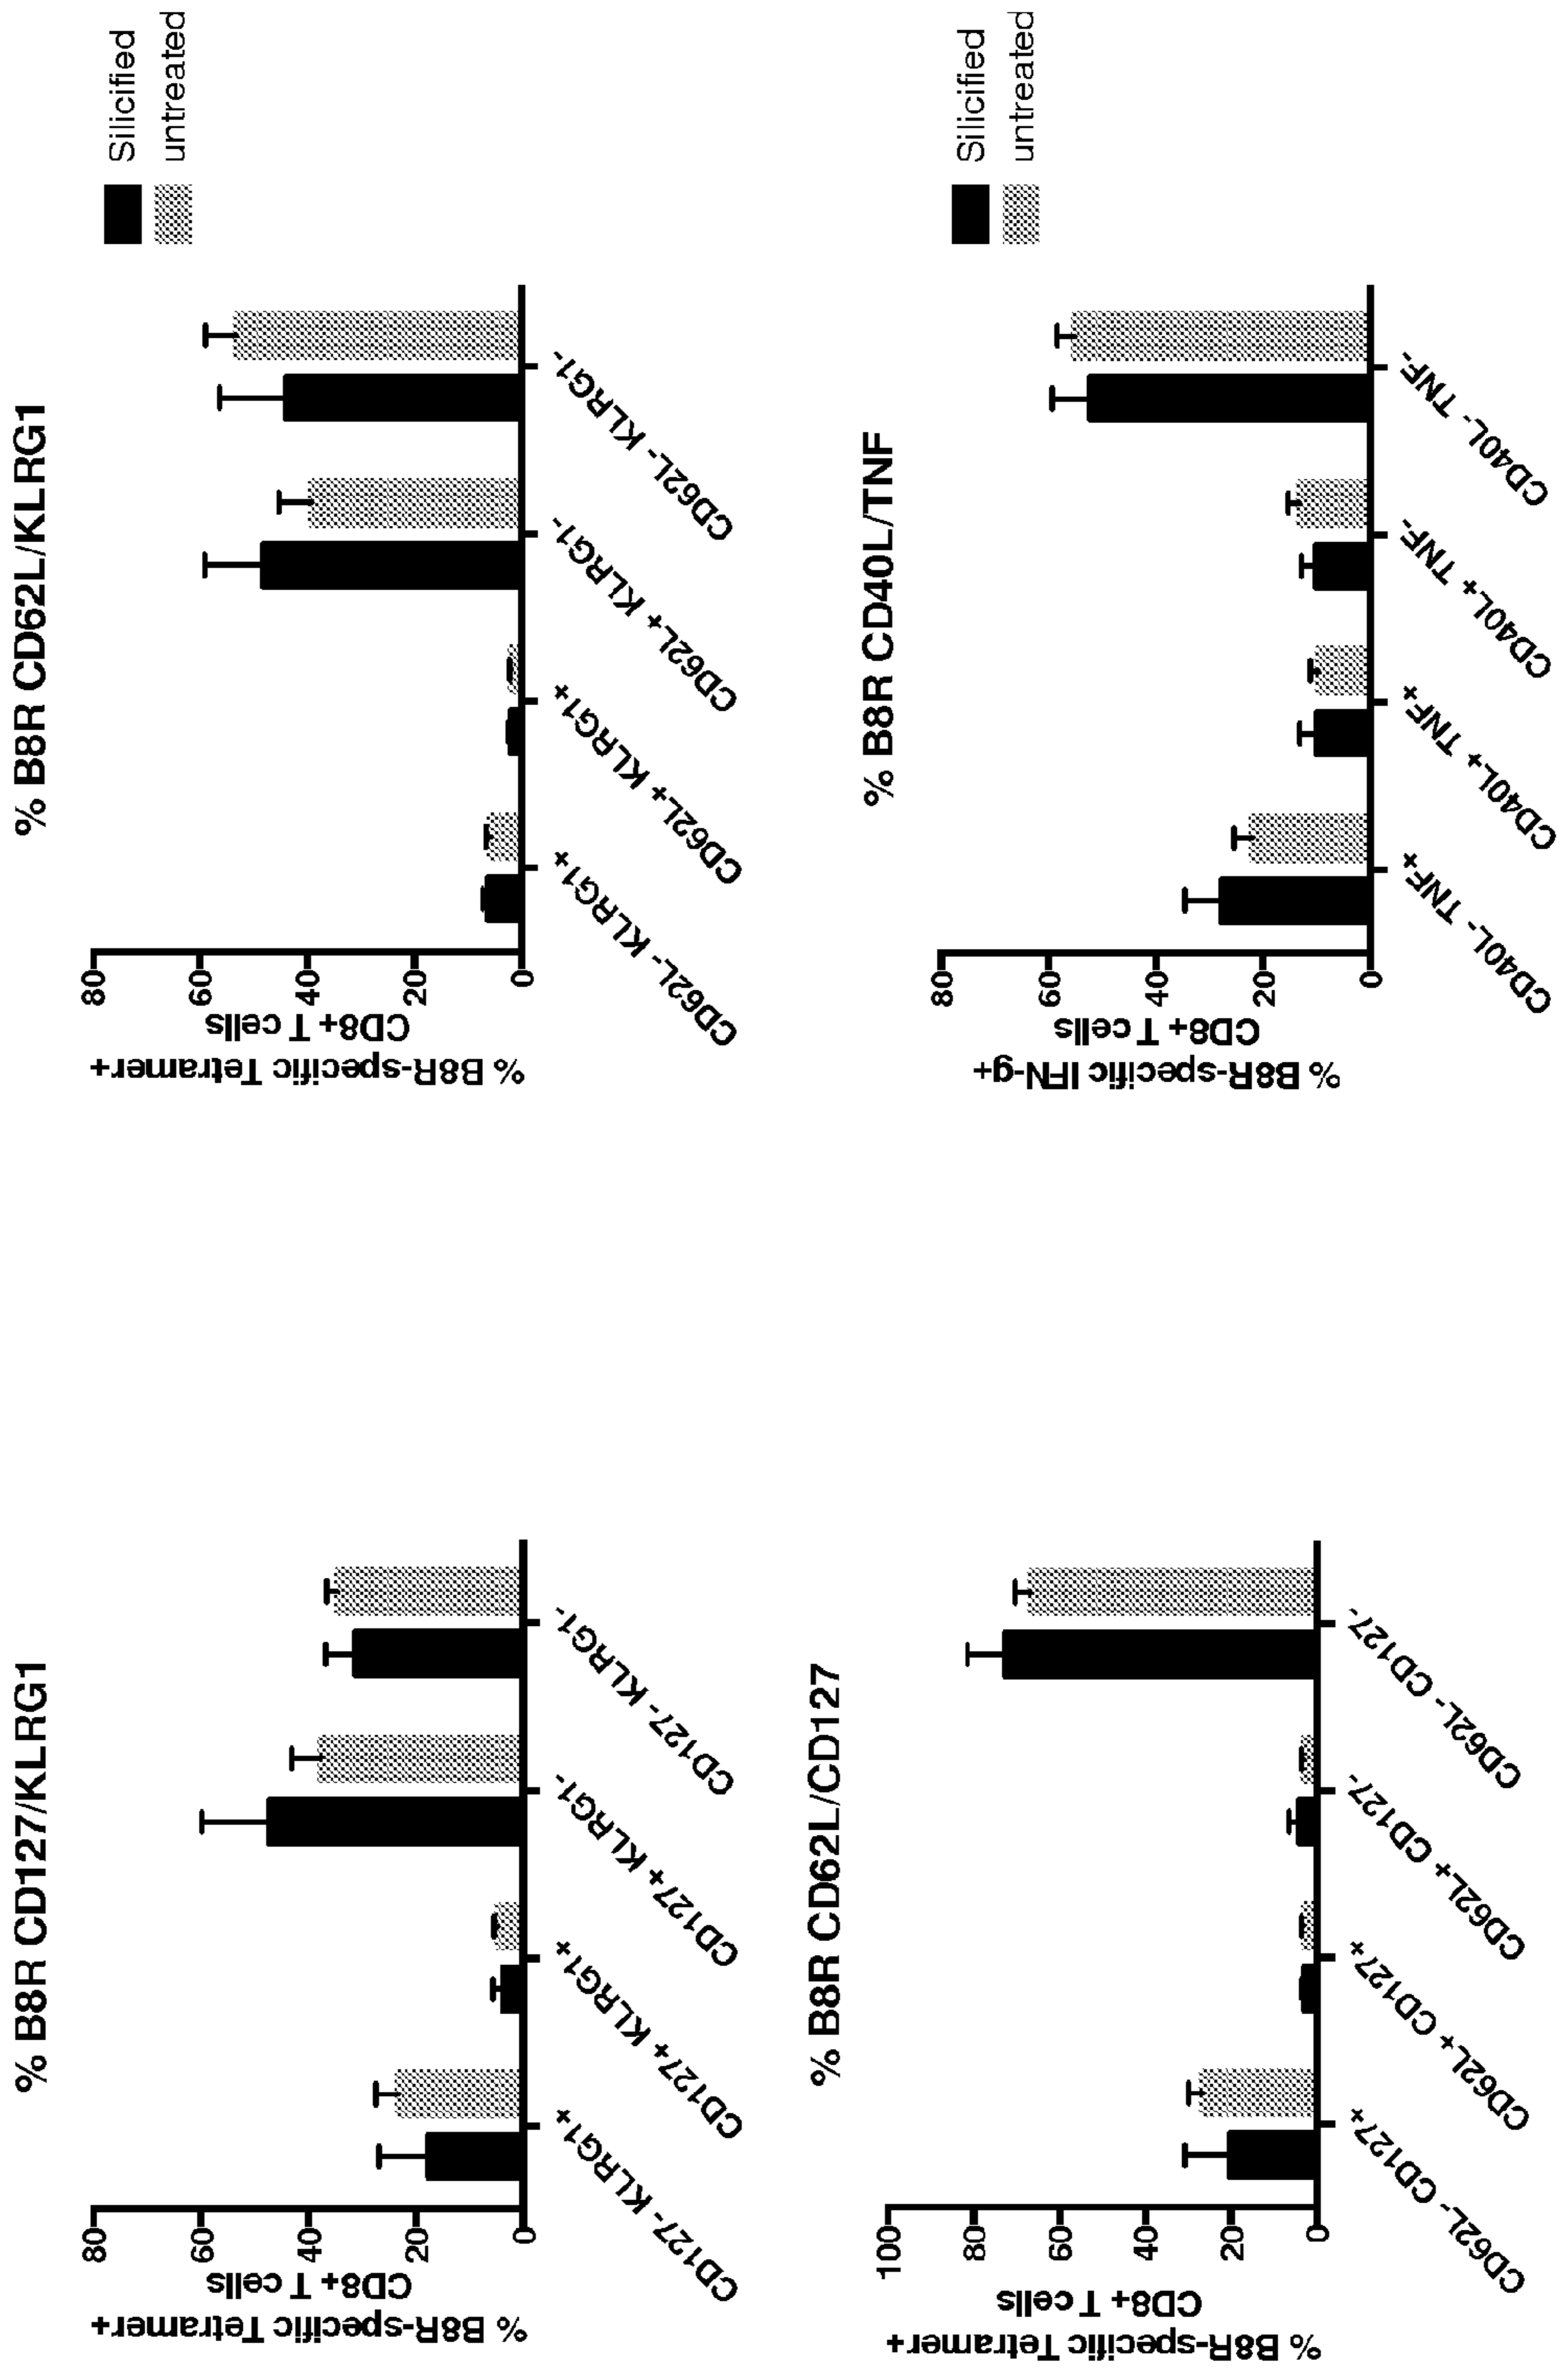 % B8R CD127/KLRG1
% B8R-specific Tetramer+
CD8+ T cells
80
60
40
20
0
CD127- KLRG1+
CD127+ KLRG1+
CD127+ KLRG1-
CD127- KLRG1-
% B8R CD62L/KLRG1
% B8R-specific Tetramer+
CD8+ T cells
80
60
40
20
0
CD62L- KLRG1+
CD62L+ KLRG1+
CD62L+ KLRG1-
CD62L- KLRG1-
Silicified
untreated
% B8R CD62L/CD127
% B8R-specific Tetramer+
CD8+ T cells
100
80
60
40
20
0
CD62L- CD127+
CD62L+ CD127+
CD62L+ CD127-
CD62L- CD127-
% B8R CD40L/TNF
% B8R-specific IFN-g+
CD8+ T cells
80
60
40
20
0
CD40L- TNF+
CD40L+ TNF+
CD40L+ TNF-
CD40L- TNF-
Silicified
untreated